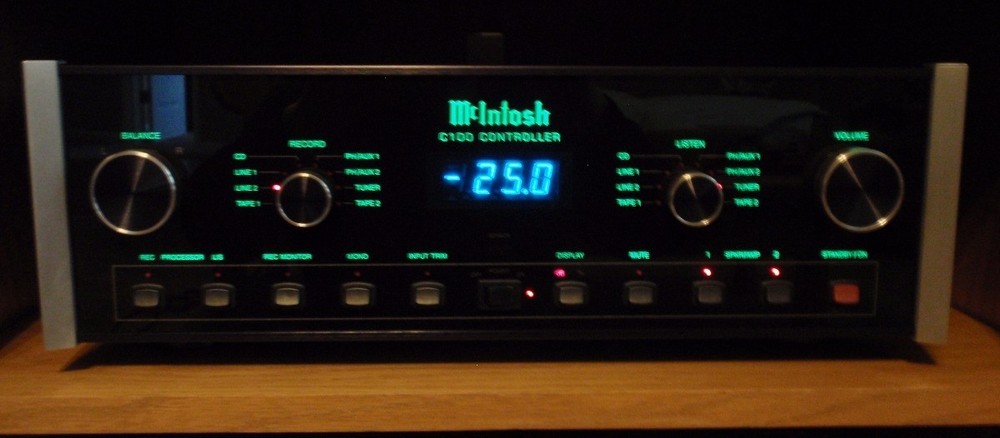 McIntosh
C100 CONTROLLER
BALANCE
RECORD
LISTEN
VOLUME
R
CD PH/AUX 1
LINE 1 PH/AUX 2
LINE 2 TUNER
TAPE 1 TAPE 2
- 25.0
CD PH/AUX 1
LINE 1 PH/AUX 2
LINE 2 TUNER
TAPE 1 TAPE 2
REC PROCESSOR LIS REC MONITOR MONO INPUT TRIM DISPLAY MUTE 1 2 STANDBY/ON